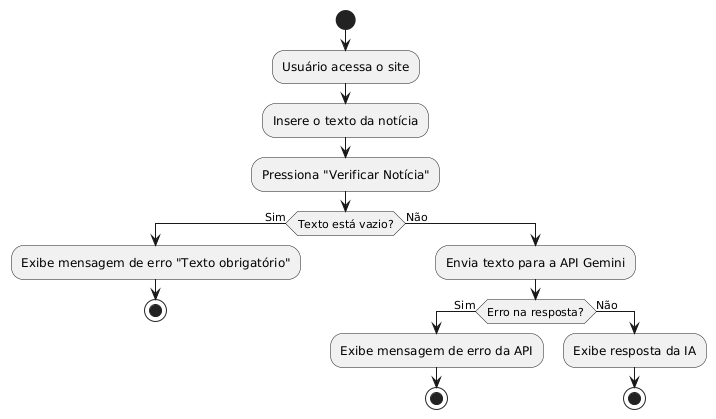 Usuário acessa o site
Insere o texto da notícia
Pressiona "Verificar Notícia"
Sim
Texto está vazio?
Não
Exibe mensagem de erro "Texto obrigatório"
Envia texto para a API Gemini
Sim
Erro na resposta?
Não
Exibe mensagem de erro da API
Exibe resposta da IA